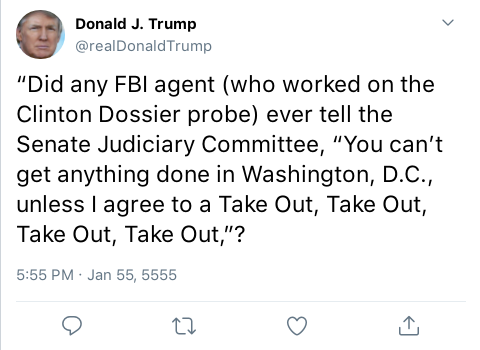 Donald J. Trump
@realDonaldTrump
“Did any FBI agent (who worked on the
Clinton Dossier probe) ever tell the
Senate Judiciary Committee, “You can’t
get anything done in Washington, D.C.,
unless I agree to a Take Out, Take Out,
Take Out, Take Out,”?
5:55 PM · Jan 55, 5555